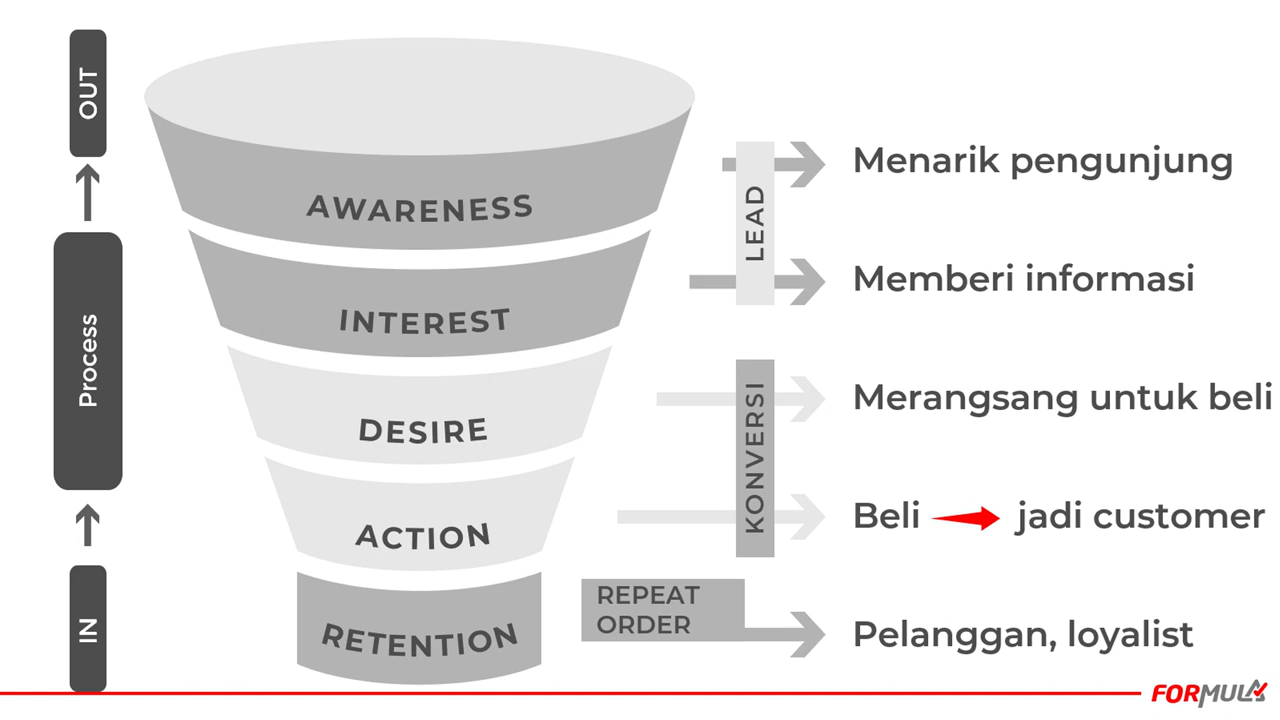 OUT
Process
IN
AWARENESS
INTEREST
DESIRE
ACTION
RETENTION
LEAD
KONVERSI
REPEAT
ORDER
Menarik pengunjung
Memberi informasi
Merangsang untuk beli
Beli jadi customer
Pelanggan, loyalist
FORMULA